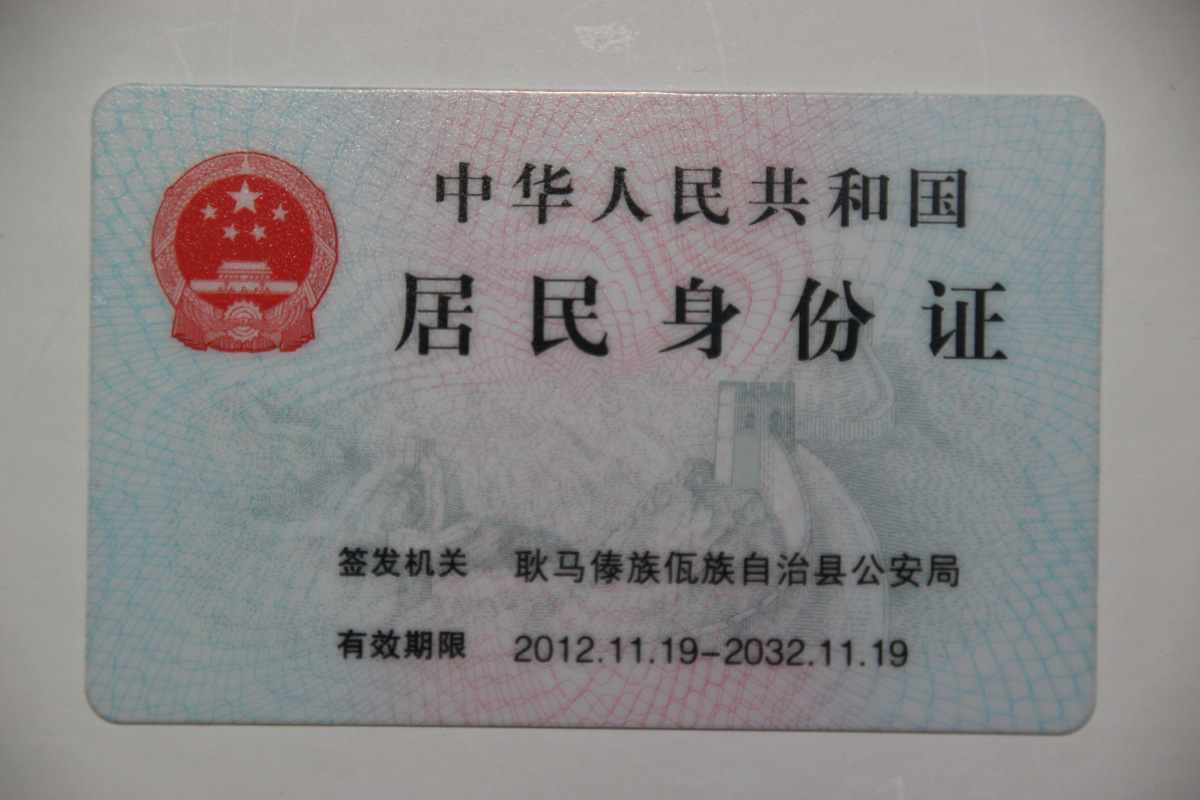 中华人民共和国
居民身份证
签发机关 耿马傣族佤族自治县公安局
有效期限 2012.11.19-2032.11.19